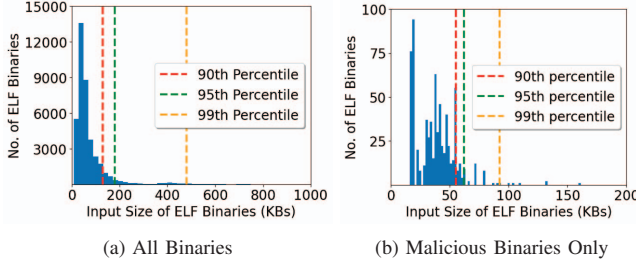 No. of ELF Binaries
15000
12000
9000
6000
3000
0
200
400
600
800
1000
Input Size of ELF Binaries (KBs)
90th Percentile
95th Percentile
99th Percentile
(a) All Binaries
No. of ELF Binaries
100
75
50
25
0
50
100
150
200
Input Size of ELF Binaries (KBs)
90th percentile
95th percentile
99th percentile
(b) Malicious Binaries Only